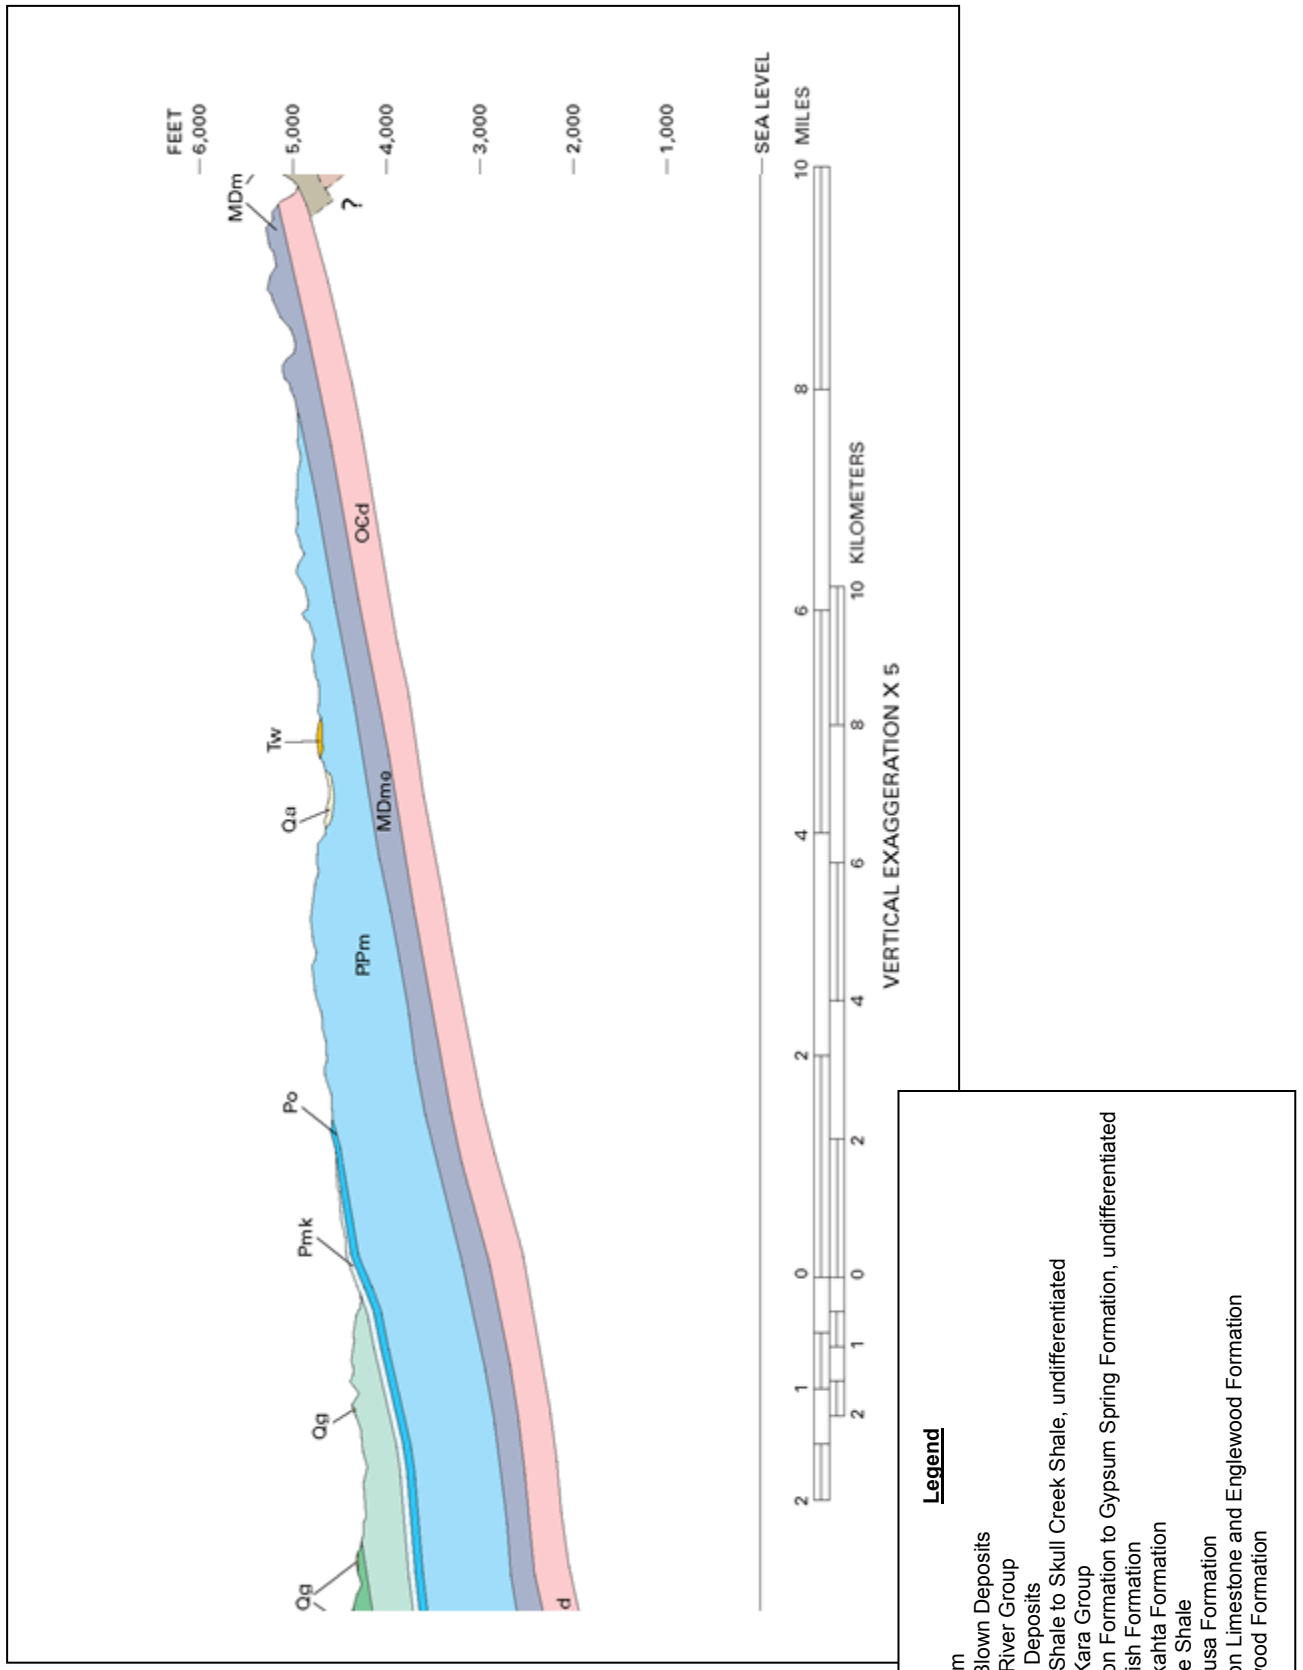 FEET
6,000
5,000
4,000
3,000
2,000
1,000
SEA LEVEL
MDm
?
OЄd
Tw
Qa
MDme
PIPm
Po
Pmk
Qg
Qg
d
2 1 0 2 4 6 8 10 MILES
2 1 0 2 4 6 8 10 KILOMETERS
VERTICAL EXAGGERATION X 5
Legend
m
Blown Deposits
River Group
Deposits
Shale to Skull Creek Shale, undifferentiated
Kara Group
on Formation to Gypsum Spring Formation, undifferentiated
ish Formation
kahta Formation
e Shale
usa Formation
on Limestone and Englewood Formation
ood Formation